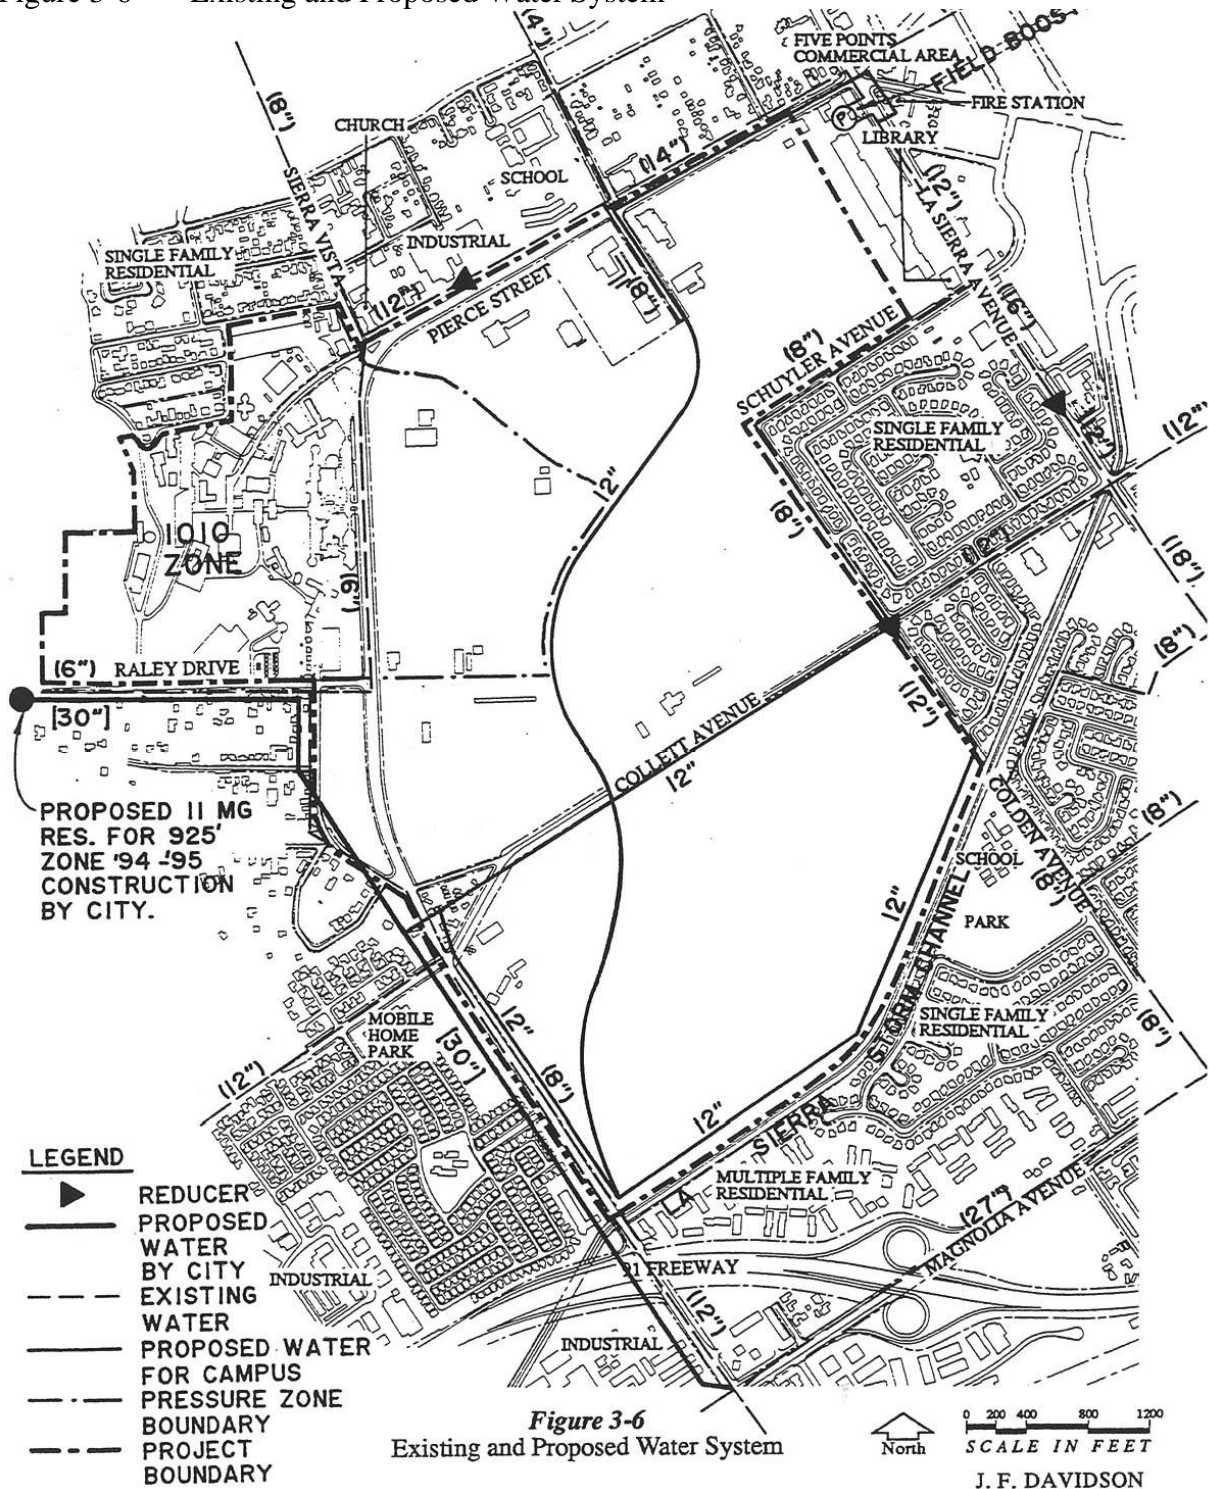 Figure 3-6 Existing and Proposed Water System
(14")
FIVE POINTS
COMMERCIAL AREA
FIELD BOOS
(8")
CHURCH
FIRE STATION
LIBRARY
(14")
SIERRA VISTA
SCHOOL
(12")
LA SIERRA AVENUE
SINGLE FAMILY
RESIDENTIAL
INDUSTRIAL
(12")
PIERCE STREET
(8")
(16")
(8")
SCHUYLER AVENUE
SINGLE FAMILY
RESIDENTIAL
(12")
(12")
12"
(8")
1010
ZONE
(12")
(18")
(6")
(6")
RALEY DRIVE
(8")
[30"]
(12")
COLLETT AVENUE
12"
PROPOSED 11 MG
RES. FOR 925'
ZONE '94-'95
CONSTRUCTION
BY CITY.
GOLDEN AVENUE
(8")
SCHOOL
(8")
12"
PARK
STORM CHANNEL
MOBILE
HOME
PARK
[30"]
12"
(8")
SINGLE FAMILY
RESIDENTIAL
(8")
(12")
12"
LA SIERRA
MULTIPLE FAMILY
RESIDENTIAL
(27")
MAGNOLIA AVENUE
91 FREEWAY
(12")
INDUSTRIAL
INDUSTRIAL
LEGEND
REDUCER
PROPOSED
WATER
BY CITY
EXISTING
WATER
PROPOSED WATER
FOR CAMPUS
PRESSURE ZONE
BOUNDARY
PROJECT
BOUNDARY
Figure 3-6
Existing and Proposed Water System
North
0 200 400 800 1200
SCALE IN FEET
J. F. DAVIDSON